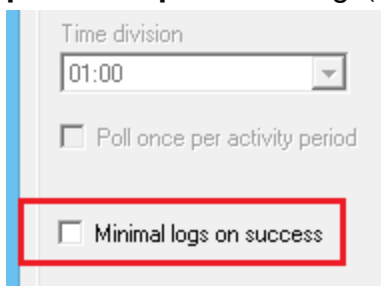 Time division
01:00
Poll once per activity period
Minimal logs on success